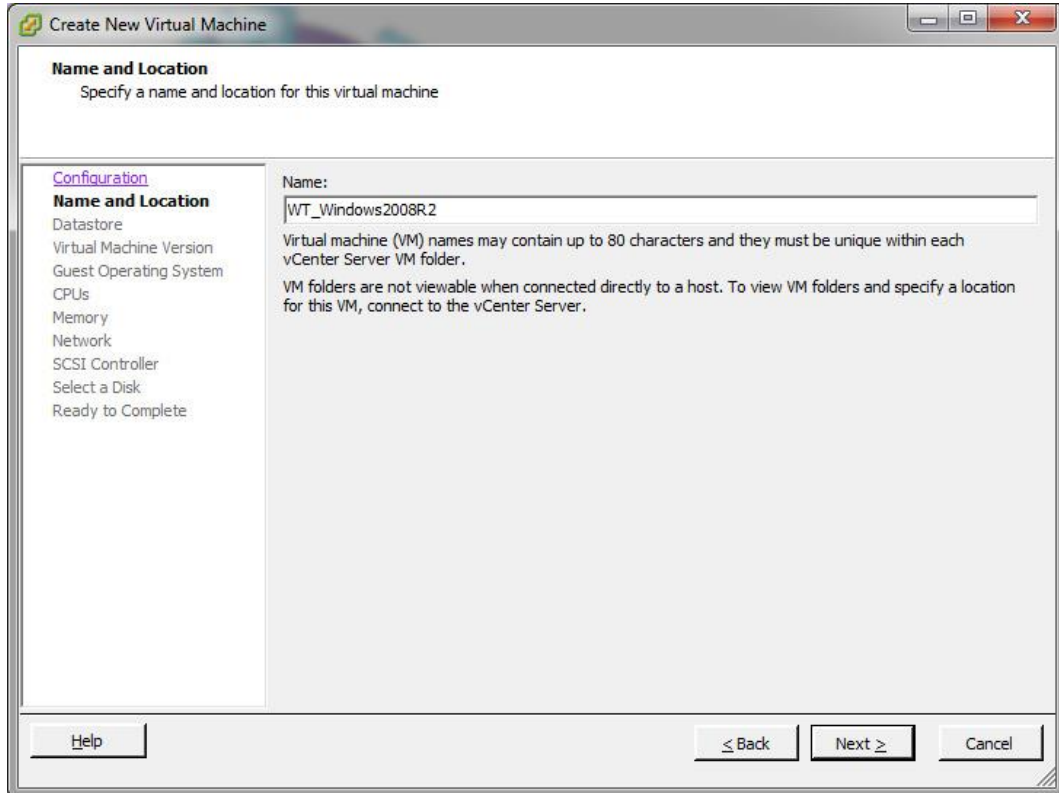 Create New Virtual Machine
Name and Location
Specify a name and location for this virtual machine
Configuration
Name and Location
Datastore
Virtual Machine Version
Guest Operating System
CPUs
Memory
Network
SCSI Controller
Select a Disk
Ready to Complete
Name:
WT_Windows2008R2
Virtual machine (VM) names may contain up to 80 characters and they must be unique within each
vCenter Server VM folder.
VM folders are not viewable when connected directly to a host. To view VM folders and specify a location
for this VM, connect to the vCenter Server.
Help
< Back
Next >
Cancel